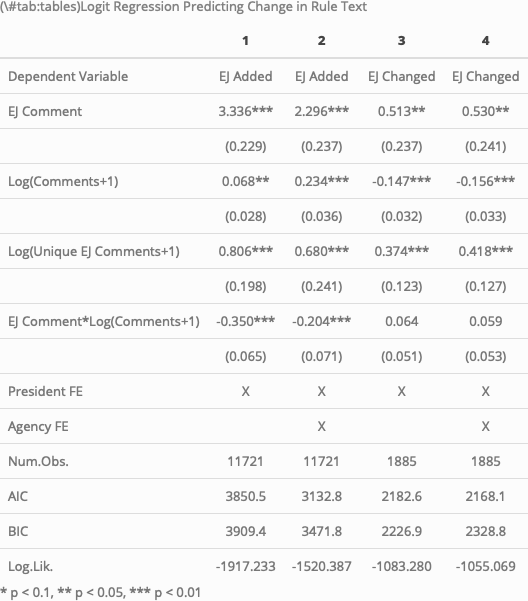 (\#tab:tables)Logit Regression Predicting Change in Rule Text
1 2 3 4
Dependent Variable EJ Added EJ Added EJ Changed EJ Changed
EJ Comment 3.336*** 2.296*** 0.513** 0.530**
(0.229) (0.237) (0.237) (0.241)
Log(Comments+1) 0.068** 0.234*** -0.147*** -0.156***
(0.028) (0.036) (0.032) (0.033)
Log(Unique EJ Comments+1) 0.806*** 0.680*** 0.374*** 0.418***
(0.198) (0.241) (0.123) (0.127)
EJ Comment*Log(Comments+1) -0.350*** -0.204*** 0.064 0.059
(0.065) (0.071) (0.051) (0.053)
President FE X X X X
Agency FE X X
Num.Obs. 11721 11721 1885 1885
AIC 3850.5 3132.8 2182.6 2168.1
BIC 3909.4 3471.8 2226.9 2328.8
Log.Lik. -1917.233 -1520.387 -1083.280 -1055.069
* p < 0.1, ** p < 0.05, *** p < 0.01